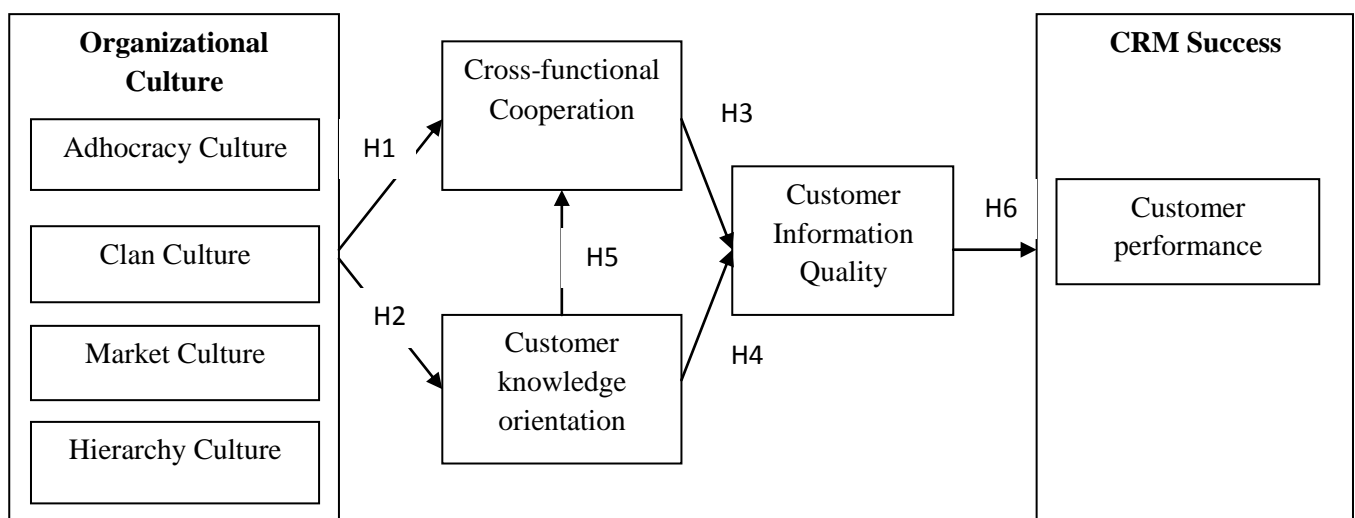 Organizational
Culture
Adhocracy Culture
Clan Culture
Market Culture
Hierarchy Culture
H1
H2
Cross-functional
Cooperation
H5
Customer
knowledge
orientation
H3
H4
Customer
Information
Quality
H6
CRM Success
Customer
performance